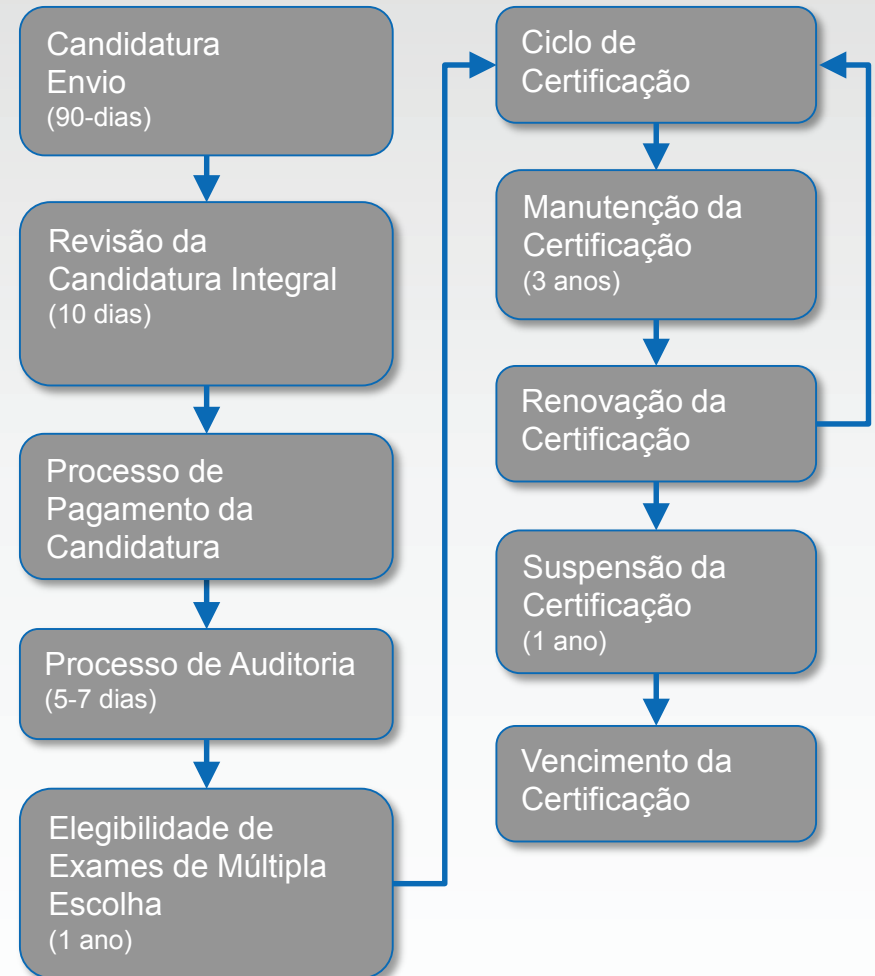 Candidatura
Envio
(90-dias)
Revisão da
Candidatura Integral
(10 dias)
Processo de
Pagamento da
Candidatura
Processo de Auditoria
(5-7 dias)
Elegibilidade de
Exames de Múltipla
Escolha
(1 ano)
Ciclo de
Certificação
Manutenção da
Certificação
(3 anos)
Renovação da
Certificação
Suspensão da
Certificação
(1 ano)
Vencimento da
Certificação